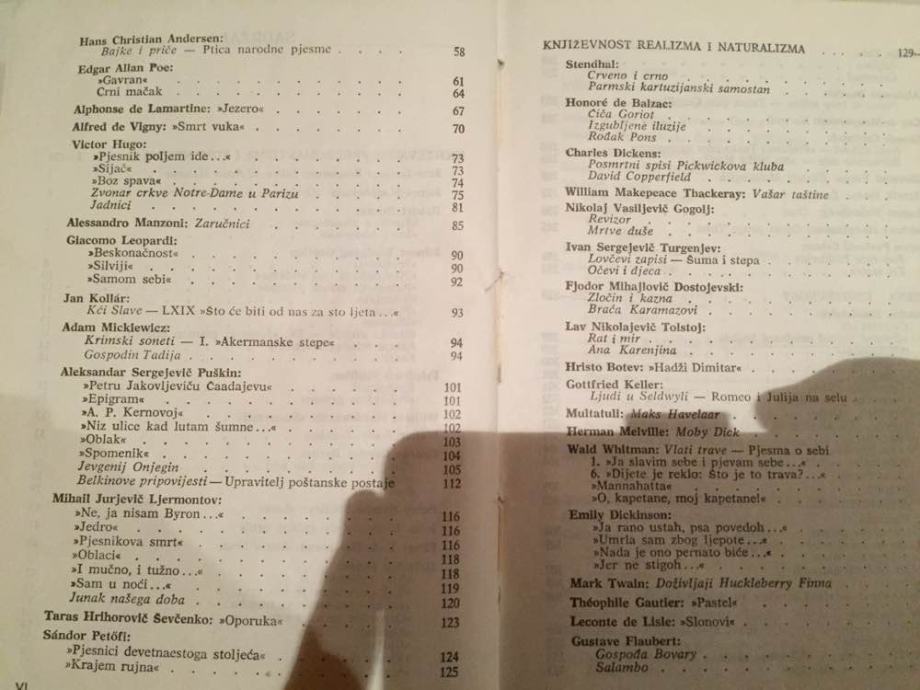 Hans Christian Andersen:
Bajke i priče — Ptica narodne pjesme . . . . 58
Edgar Allan Poe:
»Gavran« . . . . . . . . 61
Crni mačak . . . . . . . . 64
Alphonse de Lamartine: »Jezero« . . . . . 67
Alfred de Vigny: »Smrt vuka« . . . . . . 70
Victor Hugo:
»Pjesnik poljem ide...« . . . . . . 73
»Sijač« . . . . . . . . 73
»Boz spava« . . . . . . . . 74
Zvonar crkve Notre-Dame u Parizu . . . . 75
Jadnici . . . . . . . . 81
Alessandro Manzoni: Zaručnici . . . . . 85
Giacomo Leopardi:
»Beskonačnost« . . . . . . . 90
»Silviji« . . . . . . . . 90
»Samom sebi« . . . . . . . . 92
Jan Kollár:
Kći Slave — LXIX »Što će biti od nas za sto ljeta...« 93
Adam Mickiewicz:
Krimski soneti — I. »Akermanske stepe« . . . 94
Gospodin Tadija . . . . . . . . 94
Aleksandar Sergejevič Puškin:
»Petru Jakovljeviču Čaadajevu« . . . . . 101
»Epigram« . . . . . . . . 101
»A. P. Kernovoj« . . . . . . . . 102
»Niz ulice kad lutam šumne...« . . . . . 102
»Oblak« . . . . . . . . 103
»Spomenik« . . . . . . . . 104
Jevgenij Onjegin . . . . . . . . 105
Belkinove pripovijesti — Upravitelj poštanske postaje 112
Mihail Jurjevič Ljermontov:
»Ne, ja nisam Byron...« . . . . . . 116
»Jedro« . . . . . . . . 116
»Pjesnikova smrt« . . . . . . . . 116
»Oblaci« . . . . . . . . 118
»I mučno, i tužno...« . . . . . . 118
»Sam u noći...« . . . . . . . . 119
Junak našega doba . . . . . . . . 120
Taras Hrihorovič Ševčenko: »Oporuka« . . . . 123
Sándor Petőfi:
»Pjesnici devetnaestoga stoljeća« . . . . . 124
»Krajem rujna« . . . . . . . . 125
VI
KNJIŽEVNOST REALIZMA I NATURALIZMA . . . . 129—
Stendhal:
Crveno i crno . . . . . . . .
Parmski kartuzijanski samostan . . . . .
Honoré de Balzac:
Čiča Goriot . . . . . . . .
Izgubljene iluzije . . . . . . . .
Rođak Pons . . . . . . . .
Charles Dickens:
Posmrtni spisi Pickwickova kluba . . . . .
David Copperfield . . . . . . . .
William Makepeace Thackeray: Vašar taštine . . .
Nikolaj Vasiljevič Gogolj:
Revizor . . . . . . . .
Mrtve duše . . . . . . . .
Ivan Sergejevič Turgenjev:
Lovčevi zapisi — Šuma i stepa . . . . . .
Očevi i djeca . . . . . . . .
Fjodor Mihajlovič Dostojevski:
Zločin i kazna . . . . . . . .
Braća Karamazovi . . . . . . . .
Lav Nikolajevič Tolstoj:
Rat i mir . . . . . . . .
Ana Karenjina . . . . . . . .
Hristo Botev: »Hadži Dimitar« . . . . . .
Gottfried Keller:
Ljudi u Seldwyli — Romeo i Julija na selu . .
Multatuli: Maks Havelaar . . . . . .
Herman Melville: Moby Dick . . . . . .
Wald Whitman: Vlati trave — Pjesma o sebi
1. »Ja slavim sebe i pjevam sebe...« . . . .
6. »Dijete je reklo: Što je to trava?...« . . . .
»Mannahatta« . . . . . . . .
»O, kapetane, moj kapetane!« . . . . . .
Emily Dickinson:
»Ja rano ustah, psa povedoh...« . . . . .
»Umrla sam zbog ljepote...« . . . . . .
»Nada je ono pernato biće...« . . . . . .
»Jer ne stigoh...« . . . . . . . .
Mark Twain: Doživljaji Huckleberry Finna
Théophile Gautier: »Pastel« . . . . . .
Leconte de Lisle: »Slonovi« . . . . . .
Gustave Flaubert:
Gospođa Bovary . . . . . . . .
Salambo . . . . . . . .